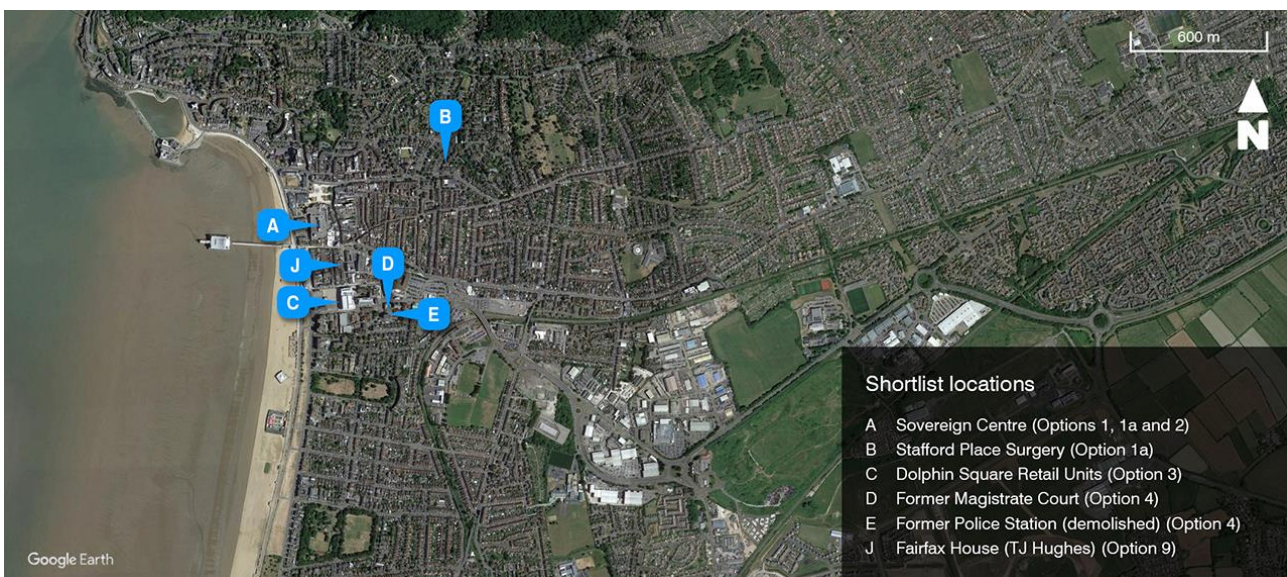 600 m
N
B
A
J
D
C
E
Shortlist locations
A Sovereign Centre (Options 1, 1a and 2)
B Stafford Place Surgery (Option 1a)
C Dolphin Square Retail Units (Option 3)
D Former Magistrate Court (Option 4)
E Former Police Station (demolished) (Option 4)
J Fairfax House (TJ Hughes) (Option 9)
Google Earth